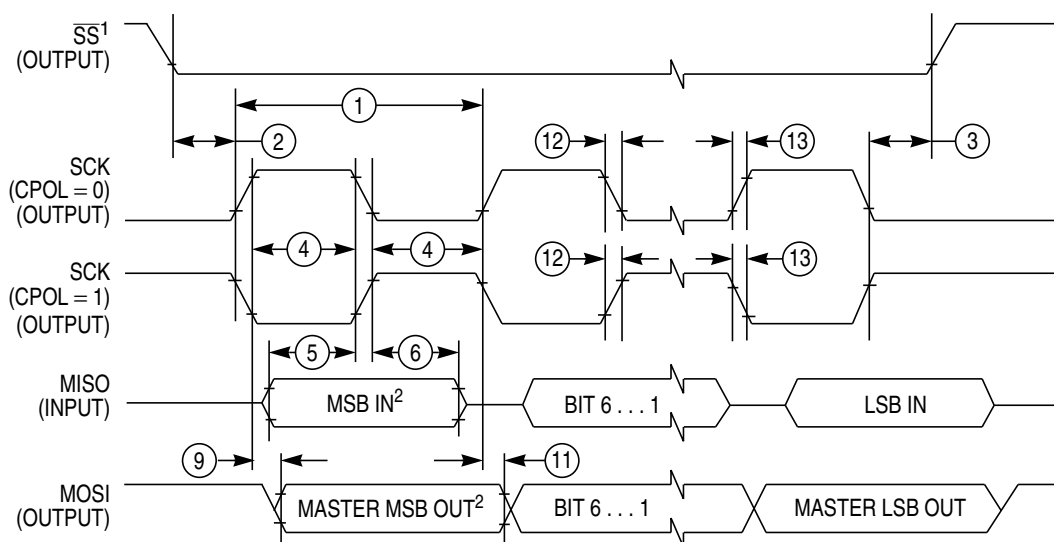 SS¹
(OUTPUT)
1
2
12
13
3
SCK
(CPOL = 0)
(OUTPUT)
4
4
SCK
(CPOL = 1)
(OUTPUT)
12
13
5
6
MISO
(INPUT)
MSB IN²
BIT 6 . . . 1
LSB IN
9
11
MOSI
(OUTPUT)
MASTER MSB OUT²
BIT 6 . . . 1
MASTER LSB OUT